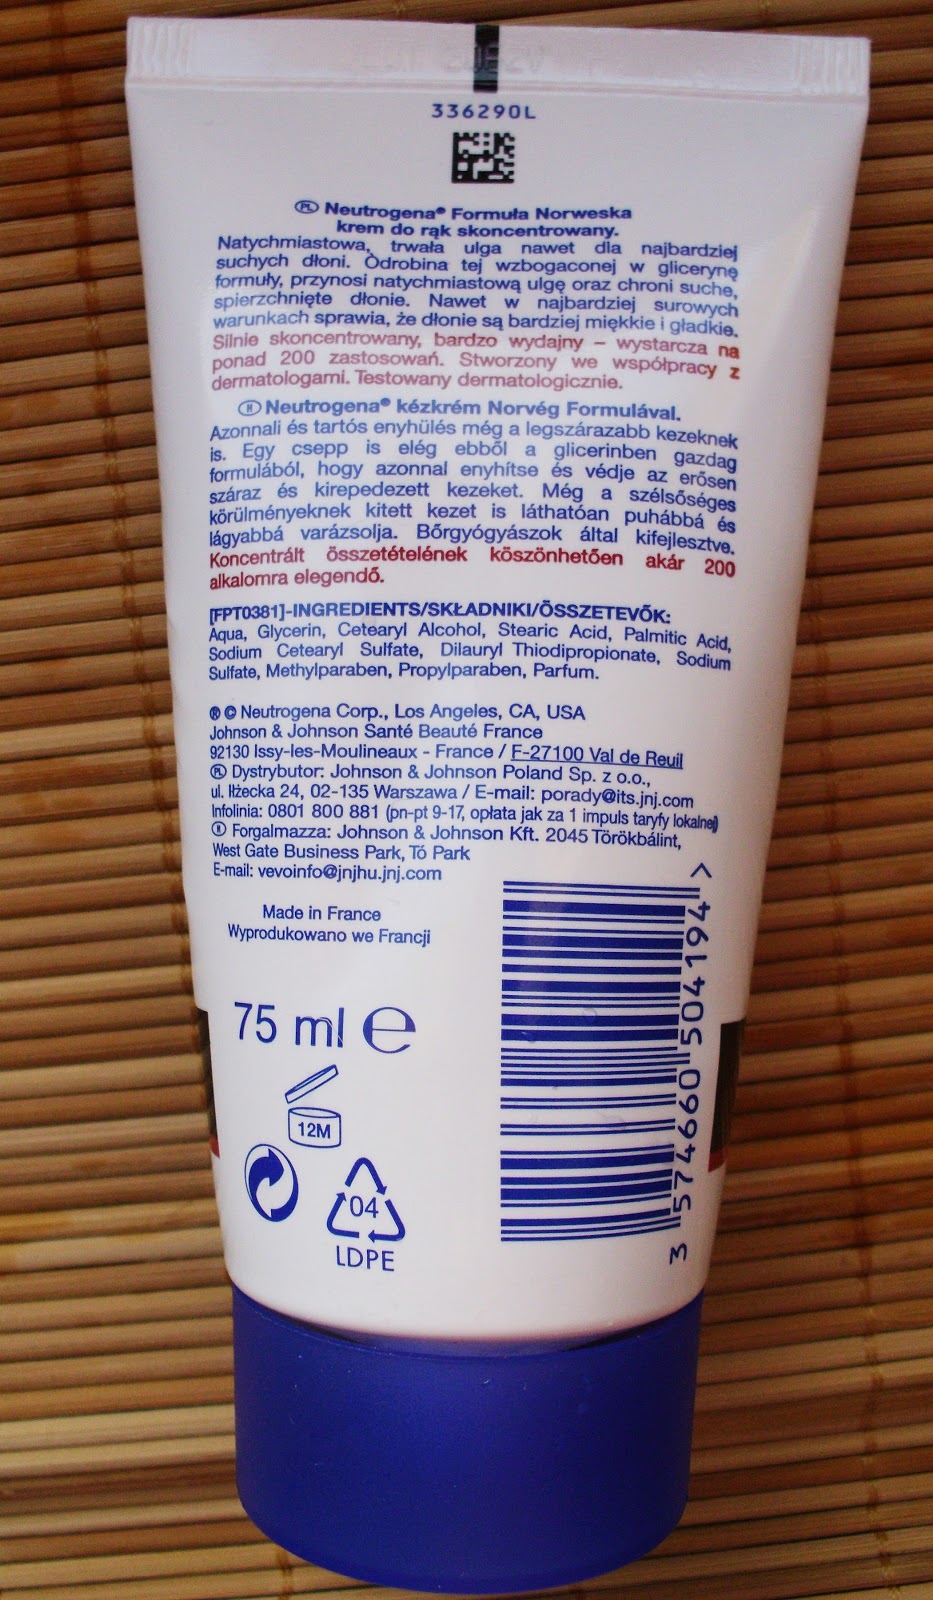 336290L
PL Neutrogena® Formuła Norweska
krem do rąk skoncentrowany.
Natychmiastowa, trwała ulga nawet dla najbardziej
suchych dłoni. Odrobina tej wzbogaconej w glicerynę
formuły, przynosi natychmiastową ulgę oraz chroni suche,
spierzchnięte dłonie. Nawet w najbardziej surowych
warunkach sprawia, że dłonie są bardziej miękkie i gładkie.
Silnie skoncentrowany, bardzo wydajny – wystarcza na
ponad 200 zastosowań. Stworzony we współpracy z
dermatologami. Testowany dermatologicznie.
H Neutrogena® kézkrém Norvég Formulával.
Azonnali és tartós enyhülés még a legszárazabb kezeknek
is. Egy csepp is elég ebből a glicerinben gazdag
formulából, hogy azonnal enyhítse és védje az erősen
száraz és kirepedezett kezeket. Még a szélsőséges
körülményeknek kitett kezet is láthatóan puhábbá és
lágyabbá varázsolja. Bőrgyógyászok által kifejlesztve.
Koncentrált összetételének köszönhetően akár 200
alkalomra elegendő.
[FPT0381]-INGREDIENTS/SKŁADNIKI/ÖSSZETEVŐK:
Aqua, Glycerin, Cetearyl Alcohol, Stearic Acid, Palmitic Acid,
Sodium Cetearyl Sulfate, Dilauryl Thiodipropionate, Sodium
Sulfate, Methylparaben, Propylparaben, Parfum.
® © Neutrogena Corp., Los Angeles, CA, USA
Johnson & Johnson Santé Beauté France
92130 Issy-les-Moulineaux - France / F-27100 Val de Reuil
PL Dystrybutor: Johnson & Johnson Poland Sp. z o.o.,
ul. Iłżecka 24, 02-135 Warszawa / E-mail: porady@its.jnj.com
Infolinia: 0801 800 881 (pn-pt 9-17, opłata jak za 1 impuls taryfy lokalnej)
H Forgalmazza: Johnson & Johnson Kft. 2045 Törökbálint,
West Gate Business Park, Tó Park
E-mail: vevoinfo@jnjhu.jnj.com
Made in France
Wyprodukowano we Francji
75 ml e
12M
04
LDPE
3 574660 504194 >